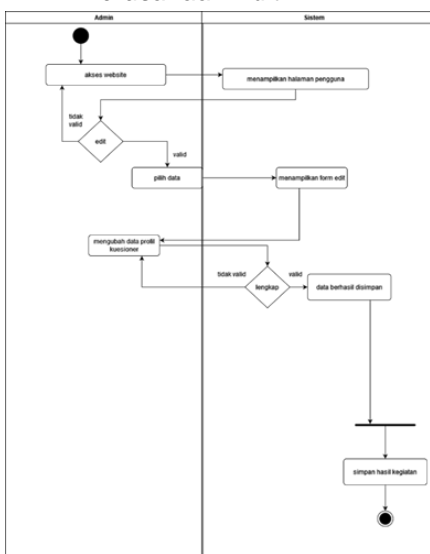 Admin
Sistem
akses website
menampilkan halaman pengguna
tidak
valid
edit
valid
pilih data
menampilkan form edit
mengubah data profil
kuesioner
tidak valid
lengkap
valid
data berhasil disimpan
simpan hasil kegiatan